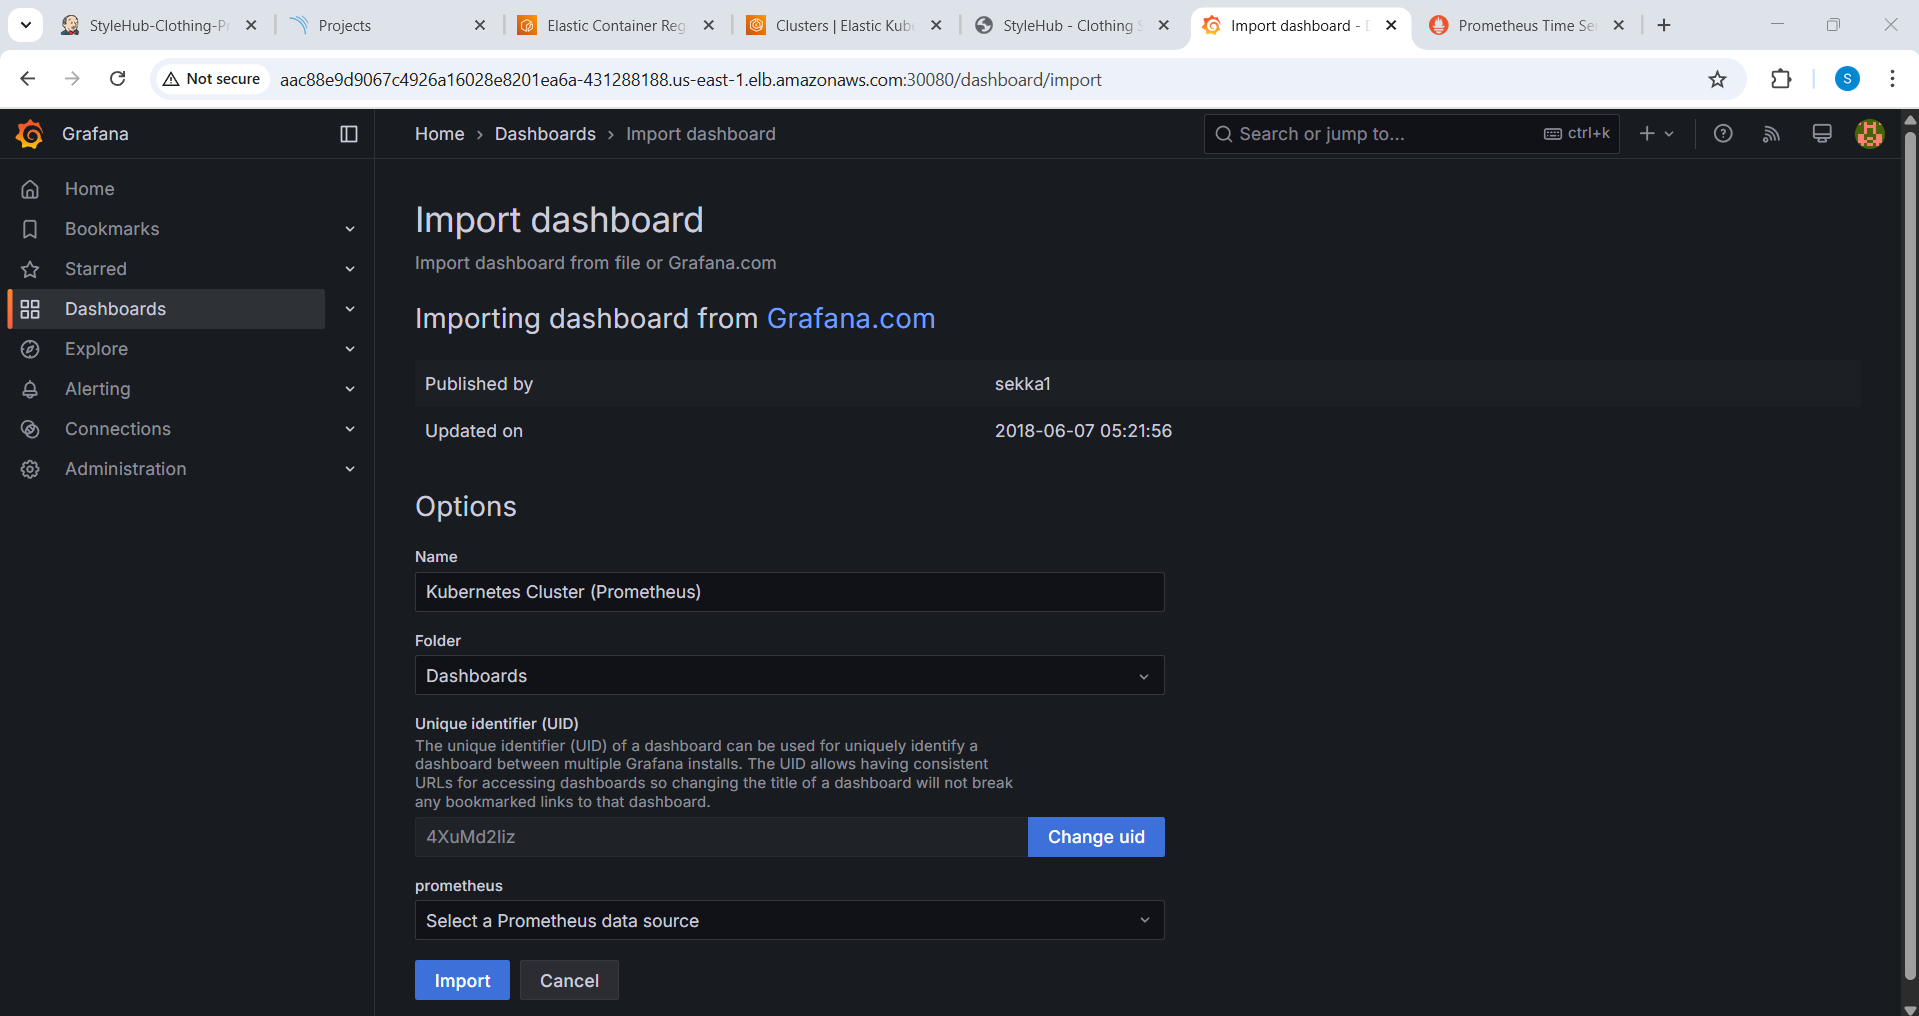 StyleHub-Clothing-Pr
Projects
Elastic Container Reg
Clusters | Elastic Kube
StyleHub - Clothing S
Import dashboard - D
Prometheus Time Se
Not secure
aac88e9d9067c4926a16028e8201ea6a-431288188.us-east-1.elb.amazonaws.com:30080/dashboard/import
S
Grafana
Home › Dashboards › Import dashboard
Search or jump to...
ctrl+k
Home
Bookmarks
Starred
Dashboards
Explore
Alerting
Connections
Administration
Import dashboard
Import dashboard from file or Grafana.com
Importing dashboard from Grafana.com
Published by
sekka1
Updated on
2018-06-07 05:21:56
Options
Name
Kubernetes Cluster (Prometheus)
Folder
Dashboards
Unique identifier (UID)
The unique identifier (UID) of a dashboard can be used for uniquely identify a
dashboard between multiple Grafana installs. The UID allows having consistent
URLs for accessing dashboards so changing the title of a dashboard will not break
any bookmarked links to that dashboard.
4XuMd2Iiz
Change uid
prometheus
Select a Prometheus data source
Import
Cancel